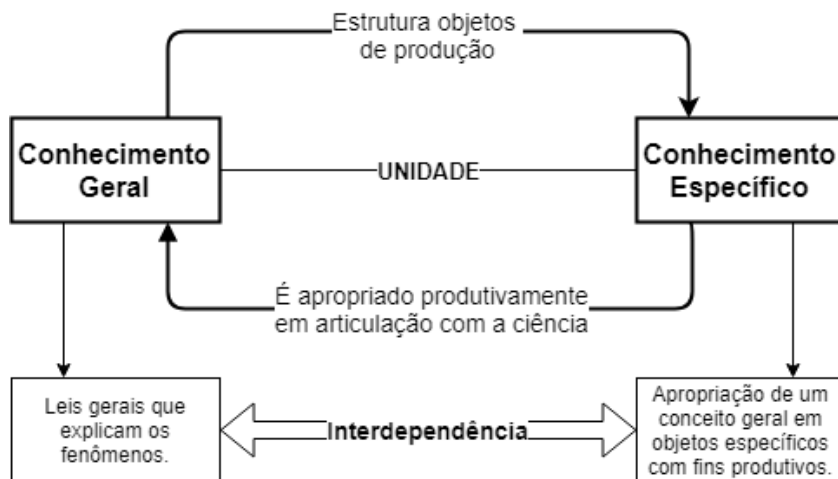 Estrutura objetos
de produção
Conhecimento
Geral
UNIDADE
Conhecimento
Específico
É apropriado produtivamente
em articulação com a ciência
Leis gerais que
explicam os
fenômenos.
Interdependência
Apropriação de um
conceito geral em
objetos específicos
com fins produtivos.